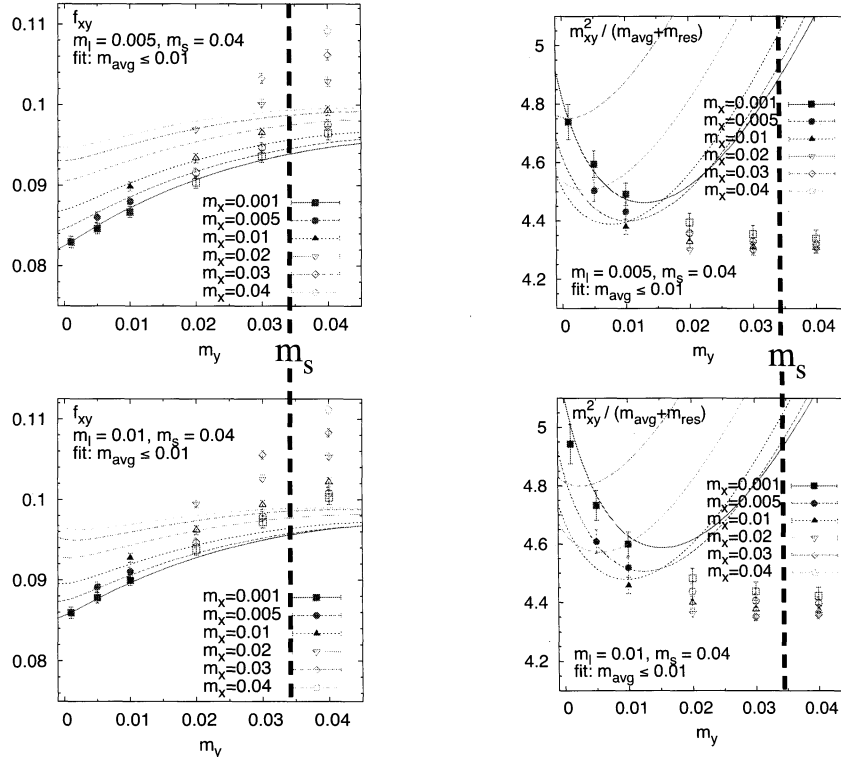 0.11
0.1
0.09
0.08
f_xy
m_l = 0.005, m_s = 0.04
fit: m_avg ≤ 0.01
m_x=0.001
m_x=0.005
m_x=0.01
m_x=0.02
m_x=0.03
m_x=0.04
0 0.01 0.02 0.03 0.04
m_y
m_s
5
4.8
4.6
4.4
4.2
m_xy^2 / (m_avg+m_res)
m_x=0.001
m_x=0.005
m_x=0.01
m_x=0.02
m_x=0.03
m_x=0.04
m_l = 0.005, m_s = 0.04
fit: m_avg ≤ 0.01
0 0.01 0.02 0.03 0.04
m_y
m_s
0.11
0.1
0.09
0.08
f_xy
m_l = 0.01, m_s = 0.04
fit: m_avg ≤ 0.01
m_x=0.001
m_x=0.005
m_x=0.01
m_x=0.02
m_x=0.03
m_x=0.04
0 0.01 0.02 0.03 0.04
m_y
5
4.8
4.6
4.4
4.2
m_xy^2 / (m_avg+m_res)
m_x=0.001
m_x=0.005
m_x=0.01
m_x=0.02
m_x=0.03
m_x=0.04
m_l = 0.01, m_s = 0.04
fit: m_avg ≤ 0.01
0 0.01 0.02 0.03 0.04
m_y